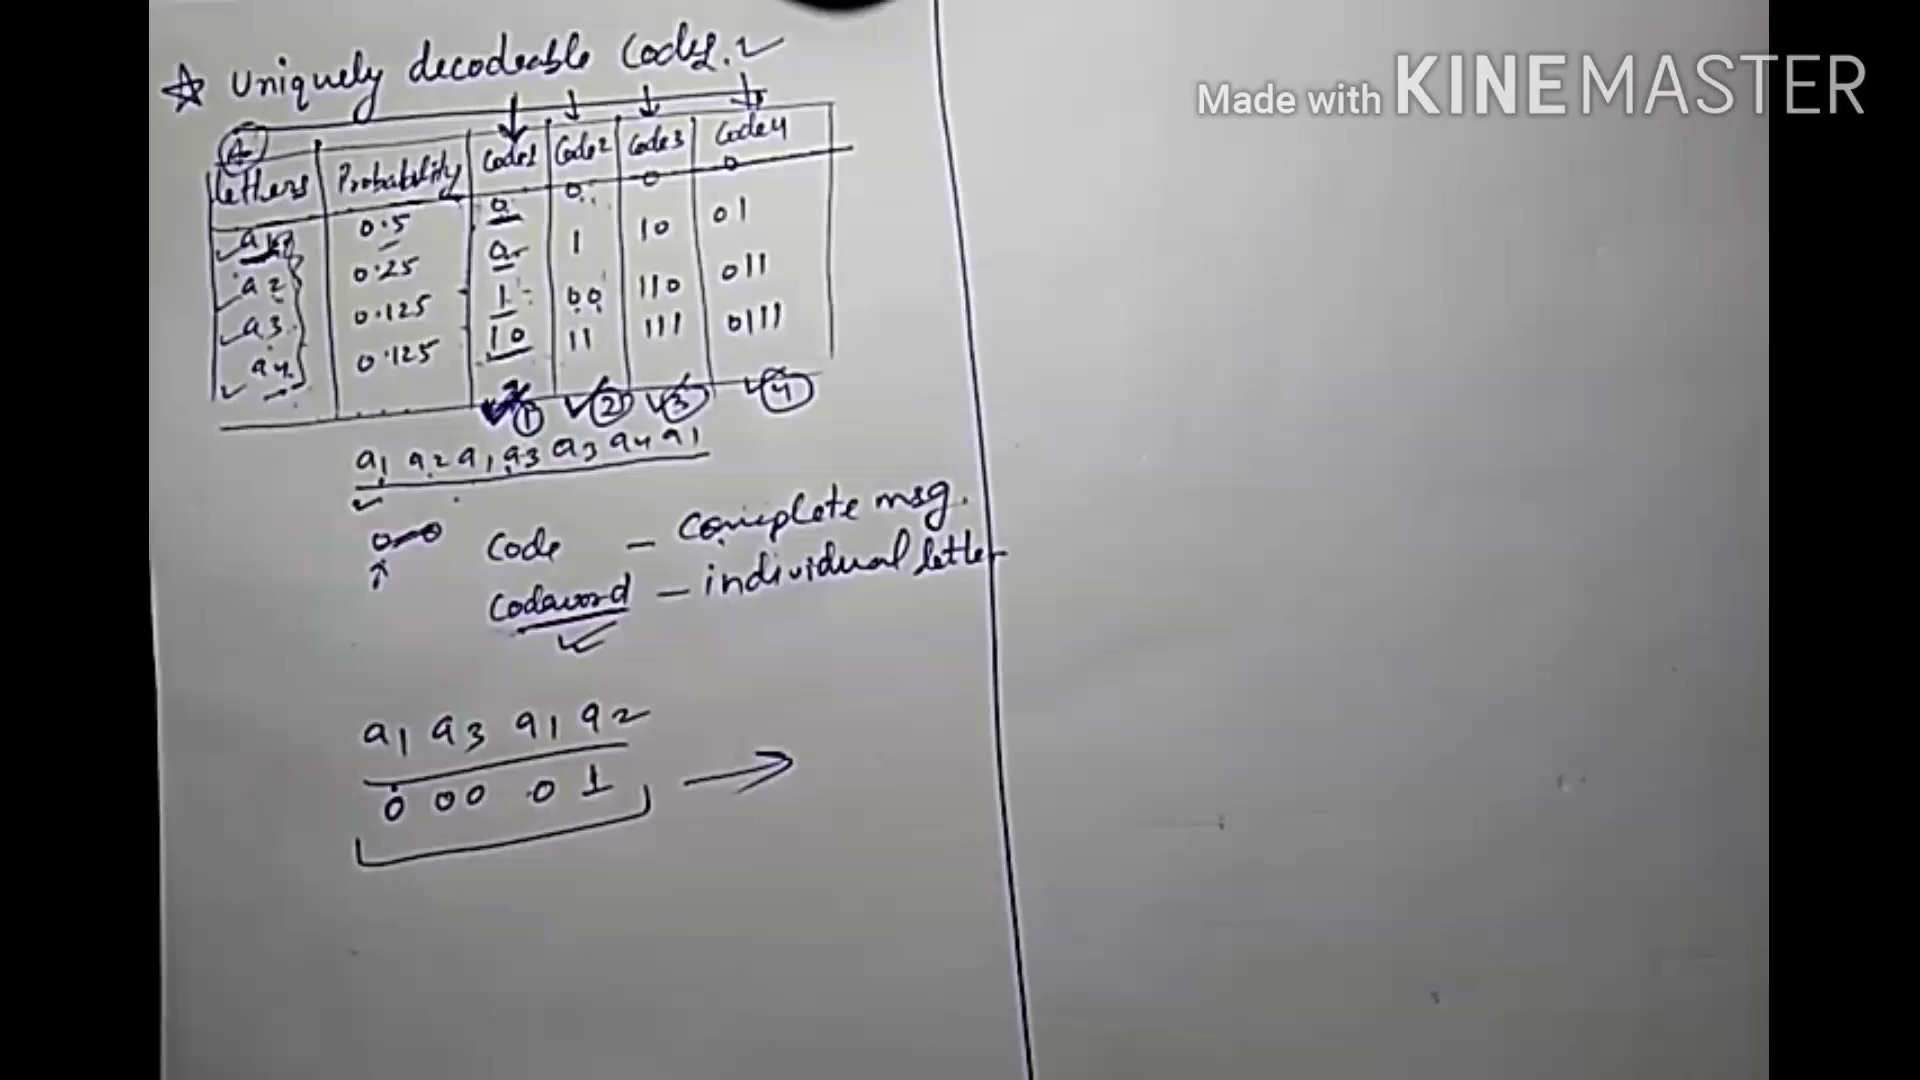 ☆ Uniquely decodeable Codes.
Made with KINEMASTER
letters Probability Code1 Code2 Code3 Code4
a1 0.5 0 0 0 0
a2 0.25 0 1 10 01
a3 0.125 1 00 110 011
a4 0.125 10 11 111 0111
1 2 3 4
a1 a2 a1 a3 a3 a4 a1
0 0
Code - Complete msg.
Codeword - individual letter
a1 a3 a1 a2
0 00 0 1